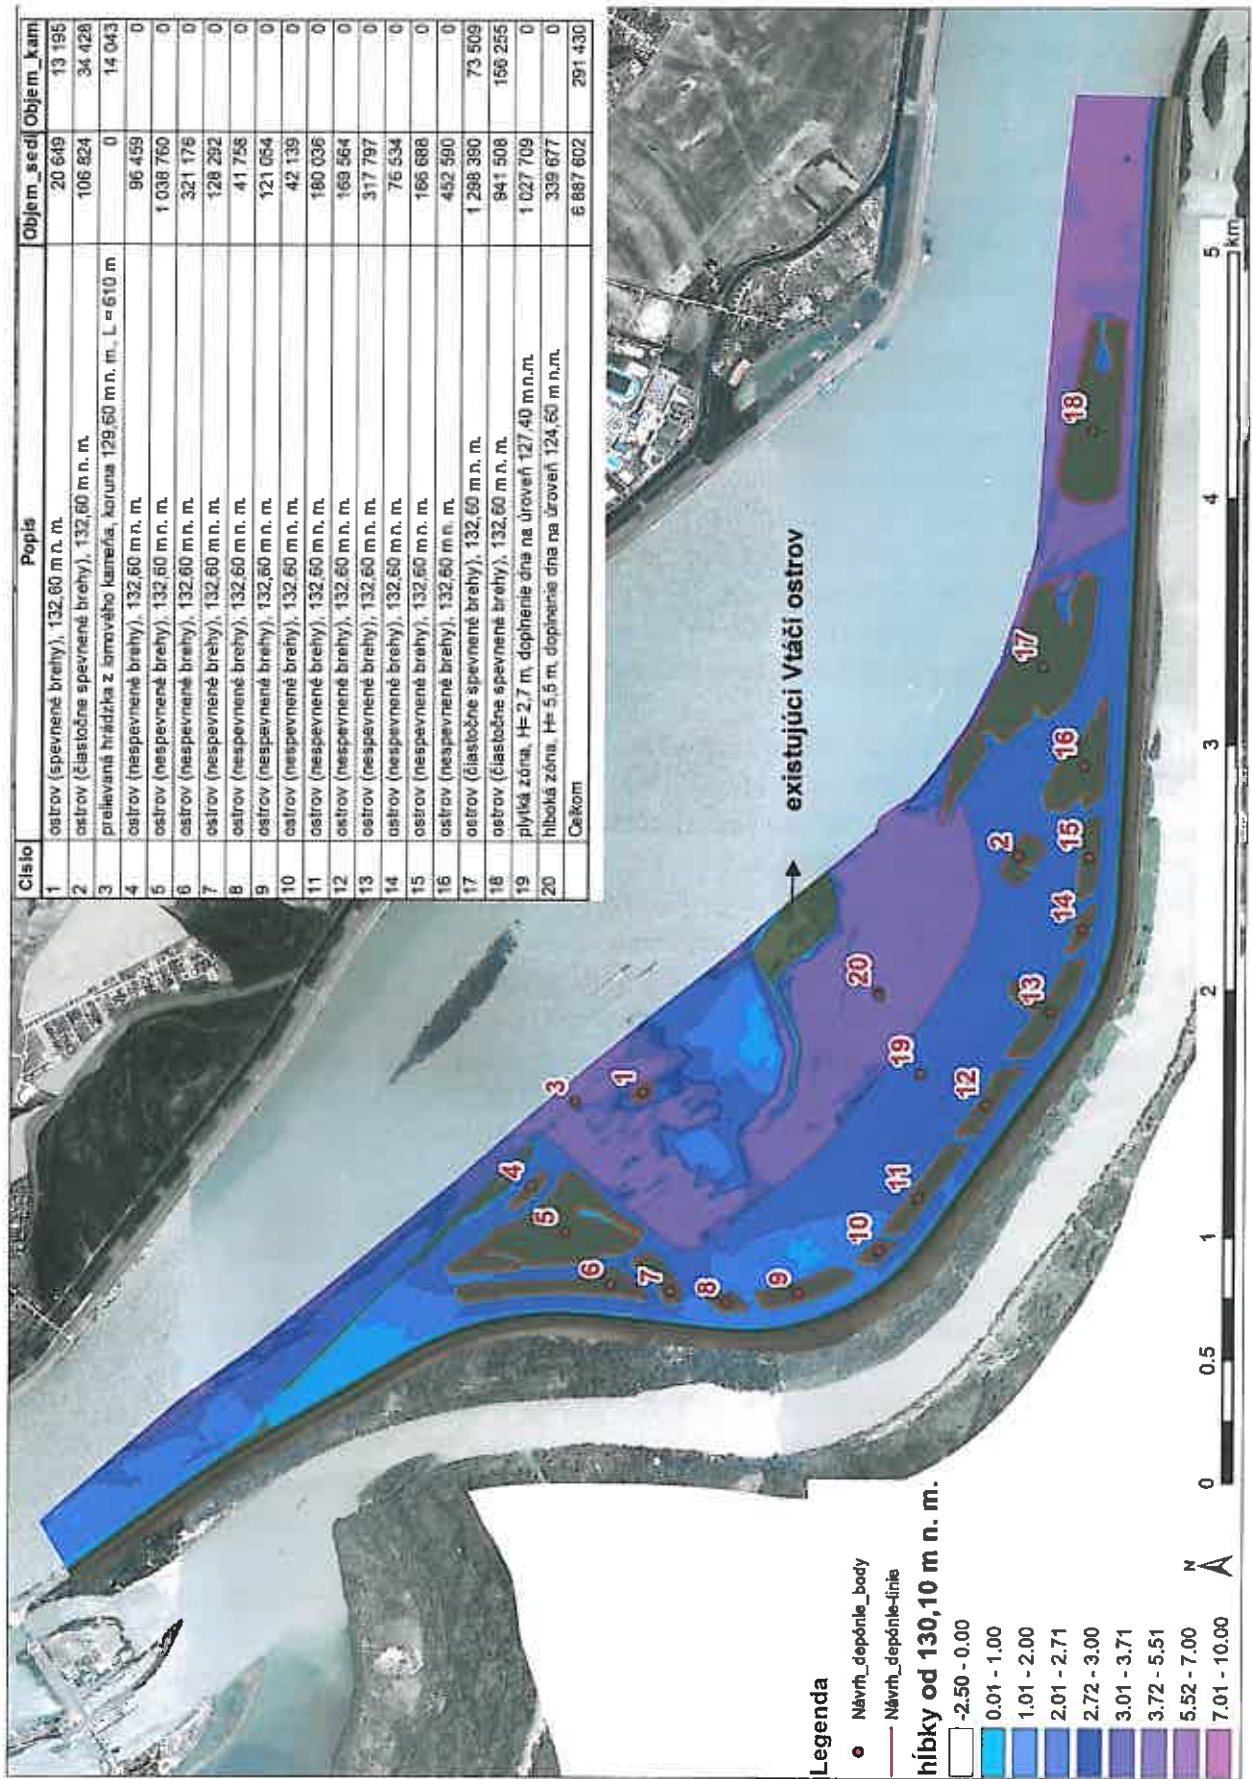 Číslo Popis Objem_sedi Objem_kam
1 ostrov (spevnené brehy), 132,60 m n. m. 20 649 13 195
2 ostrov (čiastočne spevnené brehy), 132,60 m n. m. 106 824 34 428
3 prelievaná hrádzka z lomového kameňa, koruna 129,60 m n. m., L = 610 m 0 14 043
4 ostrov (nespevnené brehy), 132,60 m n. m. 96 459 0
5 ostrov (nespevnené brehy), 132,60 m n. m. 1 038 760 0
6 ostrov (nespevnené brehy), 132,60 m n. m. 321 176 0
7 ostrov (nespevnené brehy), 132,60 m n. m. 128 292 0
8 ostrov (nespevnené brehy), 132,60 m n. m. 41 758 0
9 ostrov (nespevnené brehy), 132,60 m n. m. 121 054 0
10 ostrov (nespevnené brehy), 132,60 m n. m. 42 139 0
11 ostrov (nespevnené brehy), 132,60 m n. m. 180 036 0
12 ostrov (nespevnené brehy), 132,60 m n. m. 169 564 0
13 ostrov (nespevnené brehy), 132,60 m n. m. 317 797 0
14 ostrov (nespevnené brehy), 132,60 m n. m. 76 534 0
15 ostrov (nespevnené brehy), 132,60 m n. m. 166 688 0
16 ostrov (nespevnené brehy), 132,60 m n. m. 452 590 0
17 ostrov (čiastočne spevnené brehy), 132,60 m n. m. 1 298 390 73 509
18 ostrov (čiastočne spevnené brehy), 132,60 m n. m. 941 508 156 255
19 plytká zóna, H= 2,7 m, doplnenie dna na úroveň 127,40 m n.m. 1 027 709 0
20 hlboká zóna, H= 5,5 m, doplnenie dna na úroveň 124,60 m n.m. 339 677 0
Celkom 6 887 602 291 430
existujúci Vtáčí ostrov
3
1
4
5
6
7
8
9
10
11
12
19
20
13
14
2
15
16
17
18
0 0.5 1 2 3 4 5
km
N
Legenda
Návrh_depónie_body
Návrh_depónie-línie
hĺbky od 130,10 m n. m.
-2.50 - 0.00
0.01 - 1.00
1.01 - 2.00
2.01 - 2.71
2.72 - 3.00
3.01 - 3.71
3.72 - 5.51
5.52 - 7.00
7.01 - 10.00